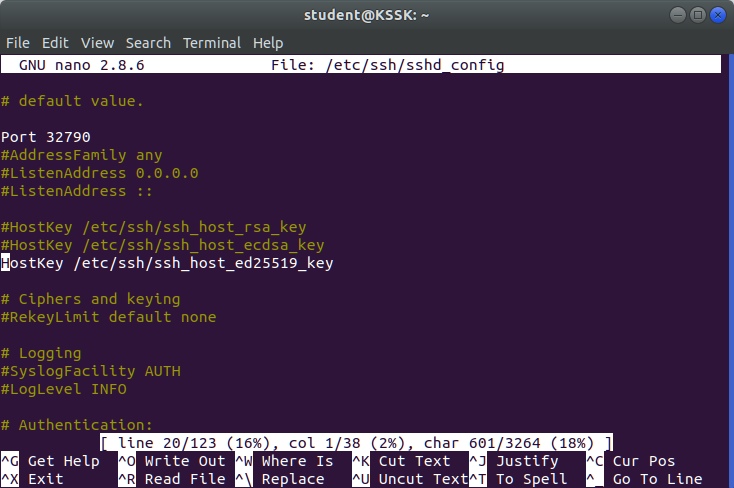 student@KSSK: ~
File Edit View Search Terminal Help
GNU nano 2.8.6 File: /etc/ssh/sshd_config
# default value.
Port 32790
#AddressFamily any
#ListenAddress 0.0.0.0
#ListenAddress ::
#HostKey /etc/ssh/ssh_host_rsa_key
#HostKey /etc/ssh/ssh_host_ecdsa_key
HostKey /etc/ssh/ssh_host_ed25519_key
# Ciphers and keying
#RekeyLimit default none
# Logging
#SyslogFacility AUTH
#LogLevel INFO
# Authentication:
[ line 20/123 (16%), col 1/38 (2%), char 601/3264 (18%) ]
^G Get Help ^O Write Out ^W Where Is ^K Cut Text ^J Justify ^C Cur Pos
^X Exit ^R Read File ^\ Replace ^U Uncut Text ^T To Spell ^_ Go To Line